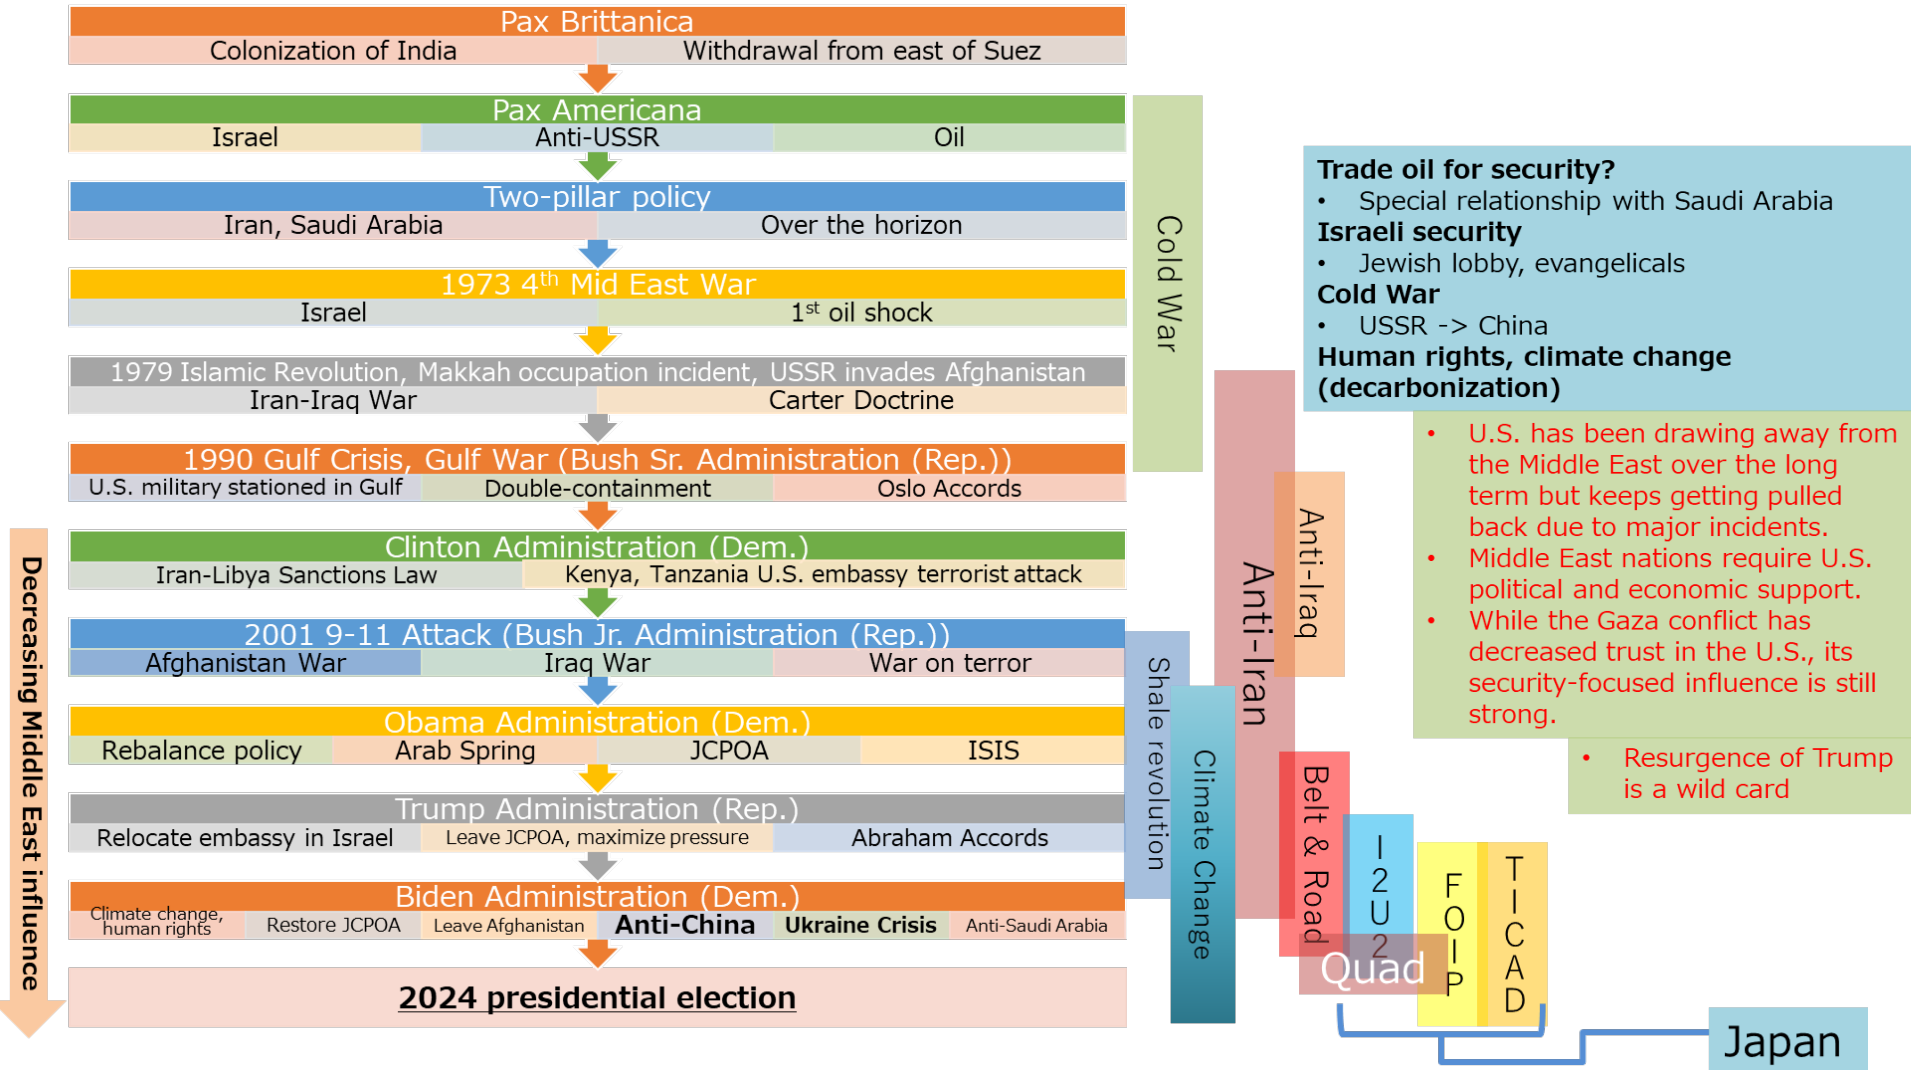 Pax Brittanica
Colonization of India
Withdrawal from east of Suez
Pax Americana
Israel
Anti-USSR
Oil
Two-pillar policy
Iran, Saudi Arabia
Over the horizon
1973 4th Mid East War
Israel
1st oil shock
1979 Islamic Revolution, Makkah occupation incident, USSR invades Afghanistan
Iran-Iraq War
Carter Doctrine
1990 Gulf Crisis, Gulf War (Bush Sr. Administration (Rep.))
U.S. military stationed in Gulf
Double-containment
Oslo Accords
Clinton Administration (Dem.)
Iran-Libya Sanctions Law
Kenya, Tanzania U.S. embassy terrorist attack
2001 9-11 Attack (Bush Jr. Administration (Rep.))
Afghanistan War
Iraq War
War on terror
Obama Administration (Dem.)
Rebalance policy
Arab Spring
JCPOA
ISIS
Trump Administration (Rep.)
Relocate embassy in Israel
Leave JCPOA, maximize pressure
Abraham Accords
Biden Administration (Dem.)
Climate change,
human rights
Restore JCPOA
Leave Afghanistan
Anti-China
Ukraine Crisis
Anti-Saudi Arabia
2024 presidential election
Decreasing Middle East influence
Cold War
Anti-Iran
Anti-Iraq
Shale revolution
Climate Change
Belt & Road
I2U2
Quad
FOIP
TICAD
Japan
Trade oil for security?
• Special relationship with Saudi Arabia
Israeli security
• Jewish lobby, evangelicals
Cold War
• USSR -> China
Human rights, climate change
(decarbonization)
• U.S. has been drawing away from
the Middle East over the long
term but keeps getting pulled
back due to major incidents.
• Middle East nations require U.S.
political and economic support.
• While the Gaza conflict has
decreased trust in the U.S., its
security-focused influence is still
strong.
• Resurgence of Trump
is a wild card